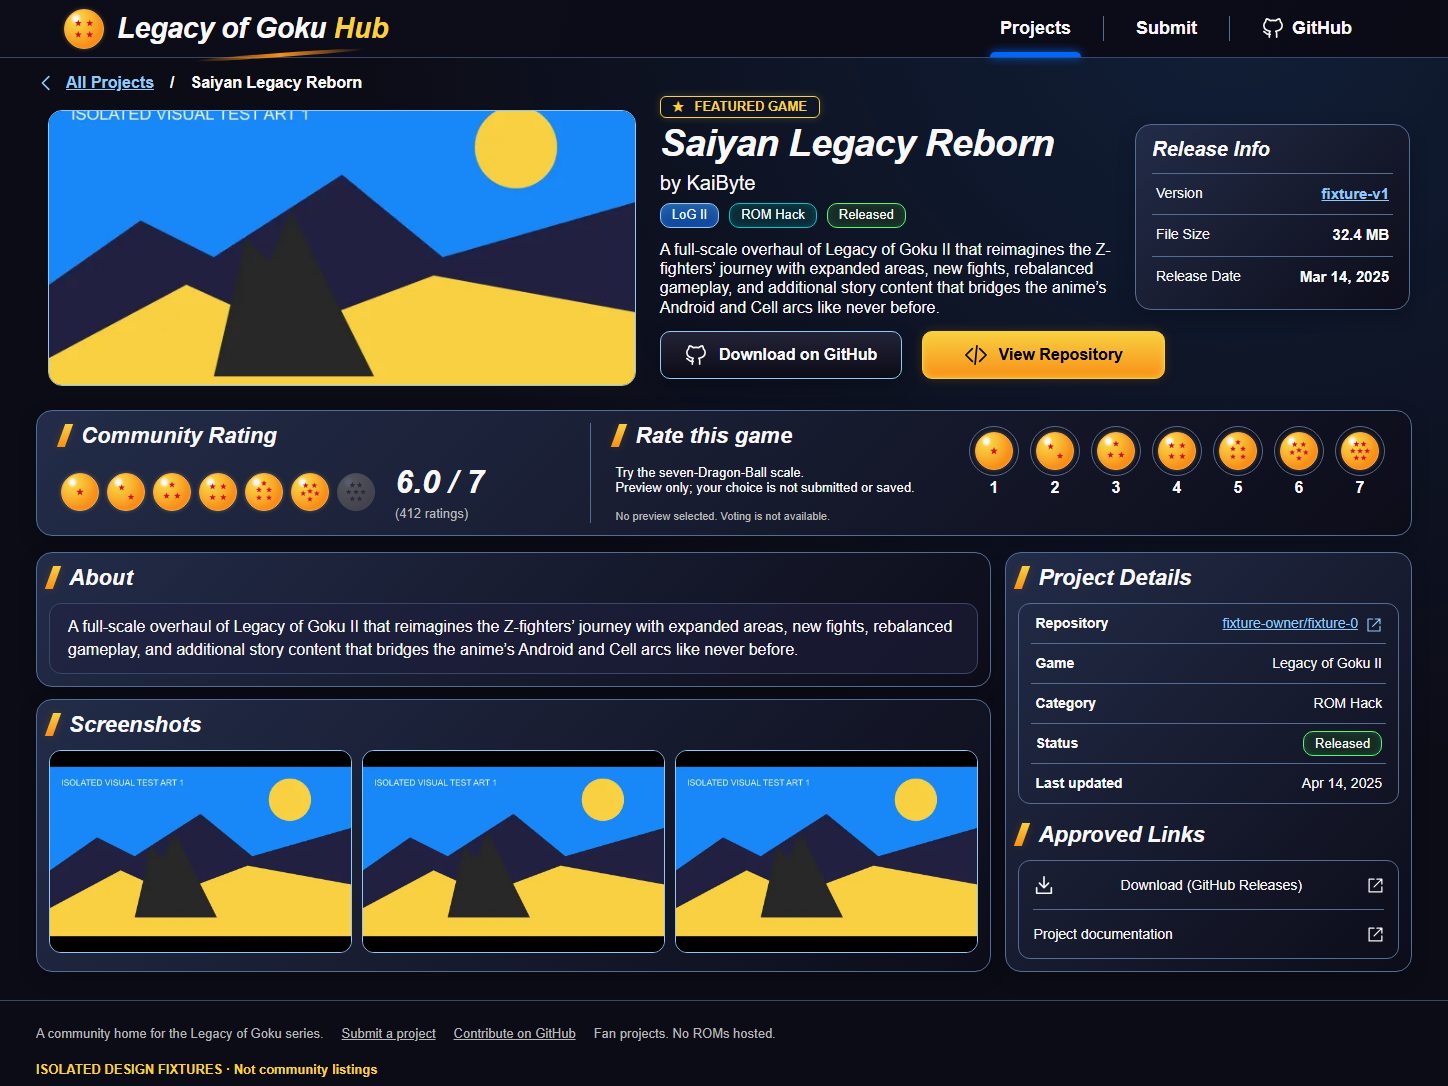 Legacy of Goku Hub
Projects
Submit
GitHub
All Projects / Saiyan Legacy Reborn
ISOLATED VISUAL TEST ART 1
★ FEATURED GAME
Saiyan Legacy Reborn
by KaiByte
LoG II
ROM Hack
Released
A full-scale overhaul of Legacy of Goku II that reimagines the Z-
fighters’ journey with expanded areas, new fights, rebalanced
gameplay, and additional story content that bridges the anime’s
Android and Cell arcs like never before.
Download on GitHub
View Repository
Release Info
Version fixture-v1
File Size 32.4 MB
Release Date Mar 14, 2025
Community Rating
6.0 / 7
(412 ratings)
Rate this game
Try the seven-Dragon-Ball scale.
Preview only; your choice is not submitted or saved.
No preview selected. Voting is not available.
1 2 3 4 5 6 7
About
A full-scale overhaul of Legacy of Goku II that reimagines the Z-fighters’ journey with expanded areas, new fights, rebalanced
gameplay, and additional story content that bridges the anime’s Android and Cell arcs like never before.
Screenshots
ISOLATED VISUAL TEST ART 1
ISOLATED VISUAL TEST ART 1
ISOLATED VISUAL TEST ART 1
Project Details
Repository fixture-owner/fixture-0
Game Legacy of Goku II
Category ROM Hack
Status Released
Last updated Apr 14, 2025
Approved Links
Download (GitHub Releases)
Project documentation
A community home for the Legacy of Goku series. Submit a project Contribute on GitHub Fan projects. No ROMs hosted.
ISOLATED DESIGN FIXTURES · Not community listings